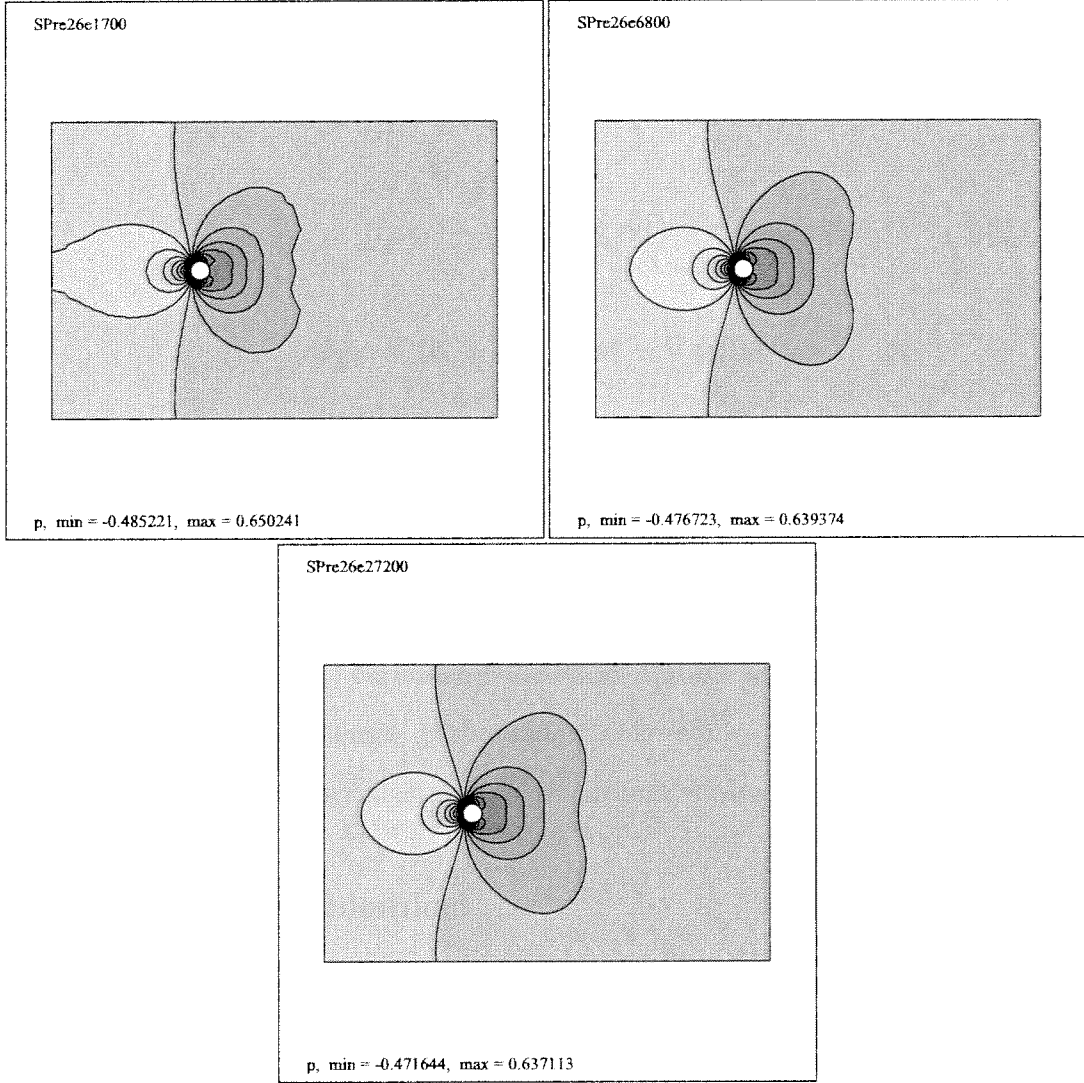 SPre26e1700
p, min = -0.485221, max = 0.650241
SPre26e6800
p, min = -0.476723, max = 0.639374
SPre26e27200
p, min = -0.471644, max = 0.637113